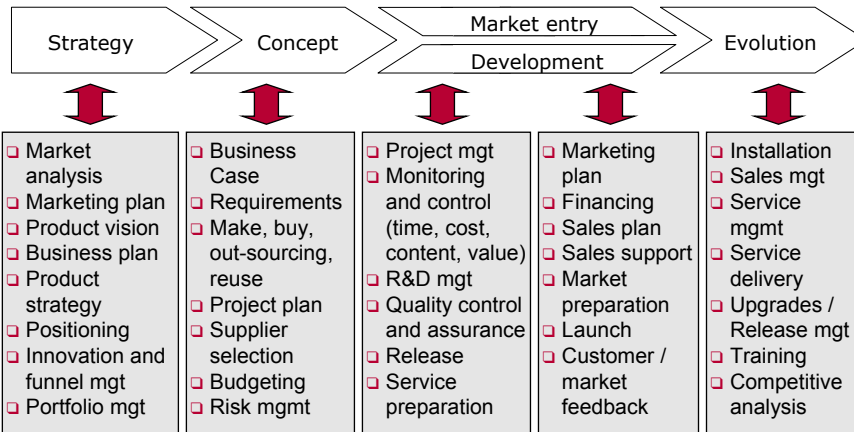 Strategy
Concept
Market entry
Development
Evolution
❑ Market
analysis
❑ Marketing plan
❑ Product vision
❑ Business plan
❑ Product
strategy
❑ Positioning
❑ Innovation and
funnel mgt
❑ Portfolio mgt
❑ Business
Case
❑ Requirements
❑ Make, buy,
out-sourcing,
reuse
❑ Project plan
❑ Supplier
selection
❑ Budgeting
❑ Risk mgmt
❑ Project mgt
❑ Monitoring
and control
(time, cost,
content, value)
❑ R&D mgt
❑ Quality control
and assurance
❑ Release
❑ Service
preparation
❑ Marketing
plan
❑ Financing
❑ Sales plan
❑ Sales support
❑ Market
preparation
❑ Launch
❑ Customer /
market
feedback
❑ Installation
❑ Sales mgt
❑ Service
mgmt
❑ Service
delivery
❑ Upgrades /
Release mgt
❑ Training
❑ Competitive
analysis